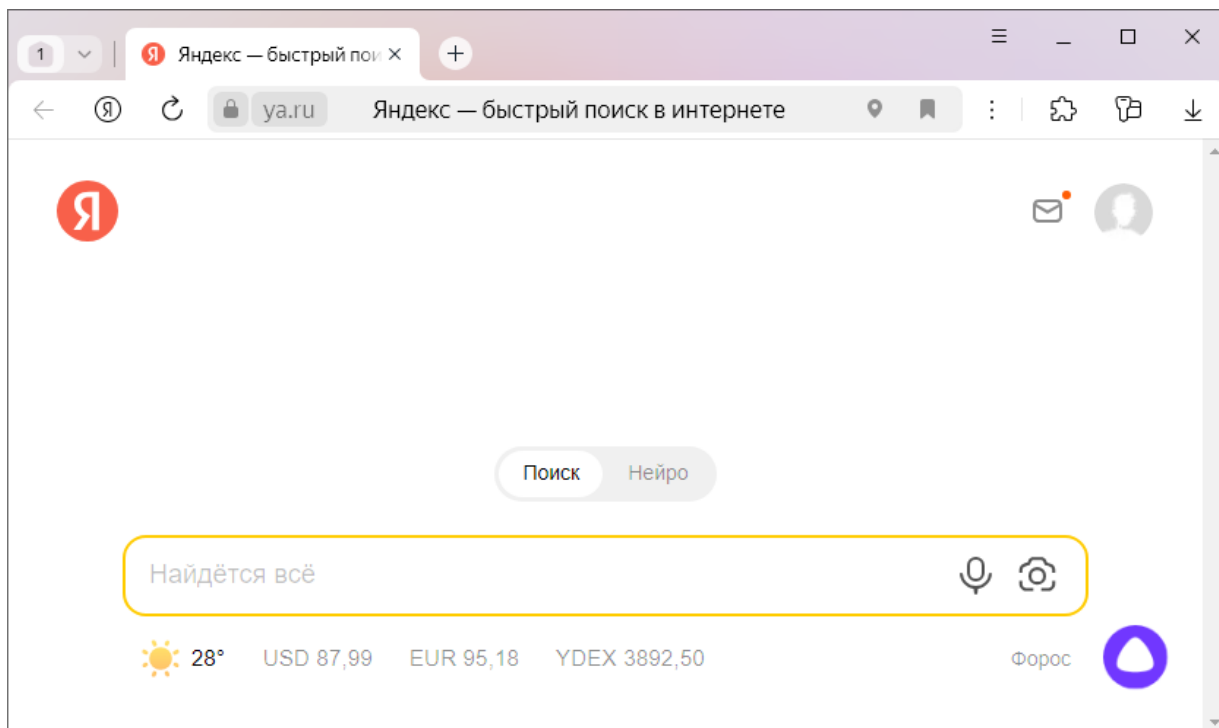 1 Я Яндекс — быстрый пои
Я ya.ru Яндекс — быстрый поиск в интернете
Я
Поиск Нейро
Найдётся всё
28° USD 87,99 EUR 95,18 YDEX 3892,50 Форос